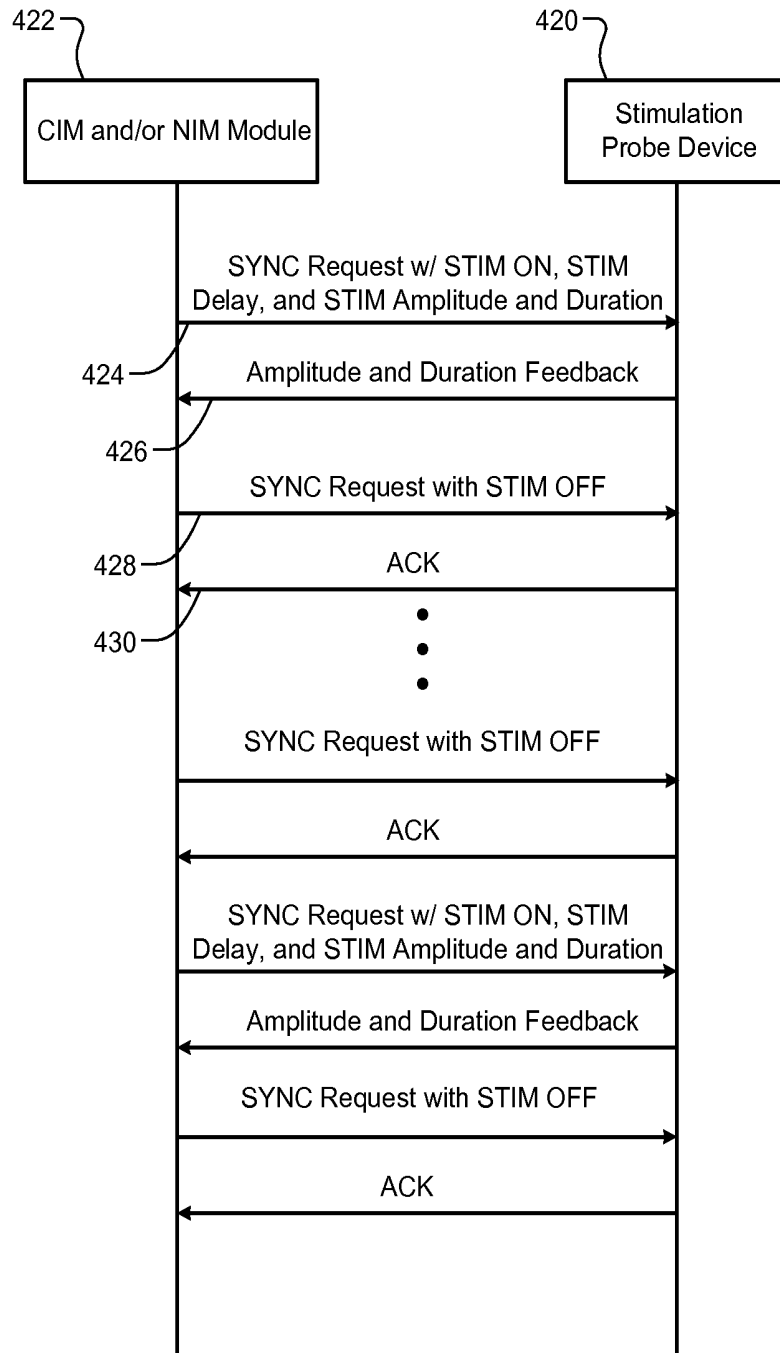 422
420
CIM and/or NIM Module
Stimulation
Probe Device
SYNC Request w/ STIM ON, STIM
Delay, and STIM Amplitude and Duration
424
Amplitude and Duration Feedback
426
SYNC Request with STIM OFF
428
ACK
430
SYNC Request with STIM OFF
ACK
SYNC Request w/ STIM ON, STIM
Delay, and STIM Amplitude and Duration
Amplitude and Duration Feedback
SYNC Request with STIM OFF
ACK